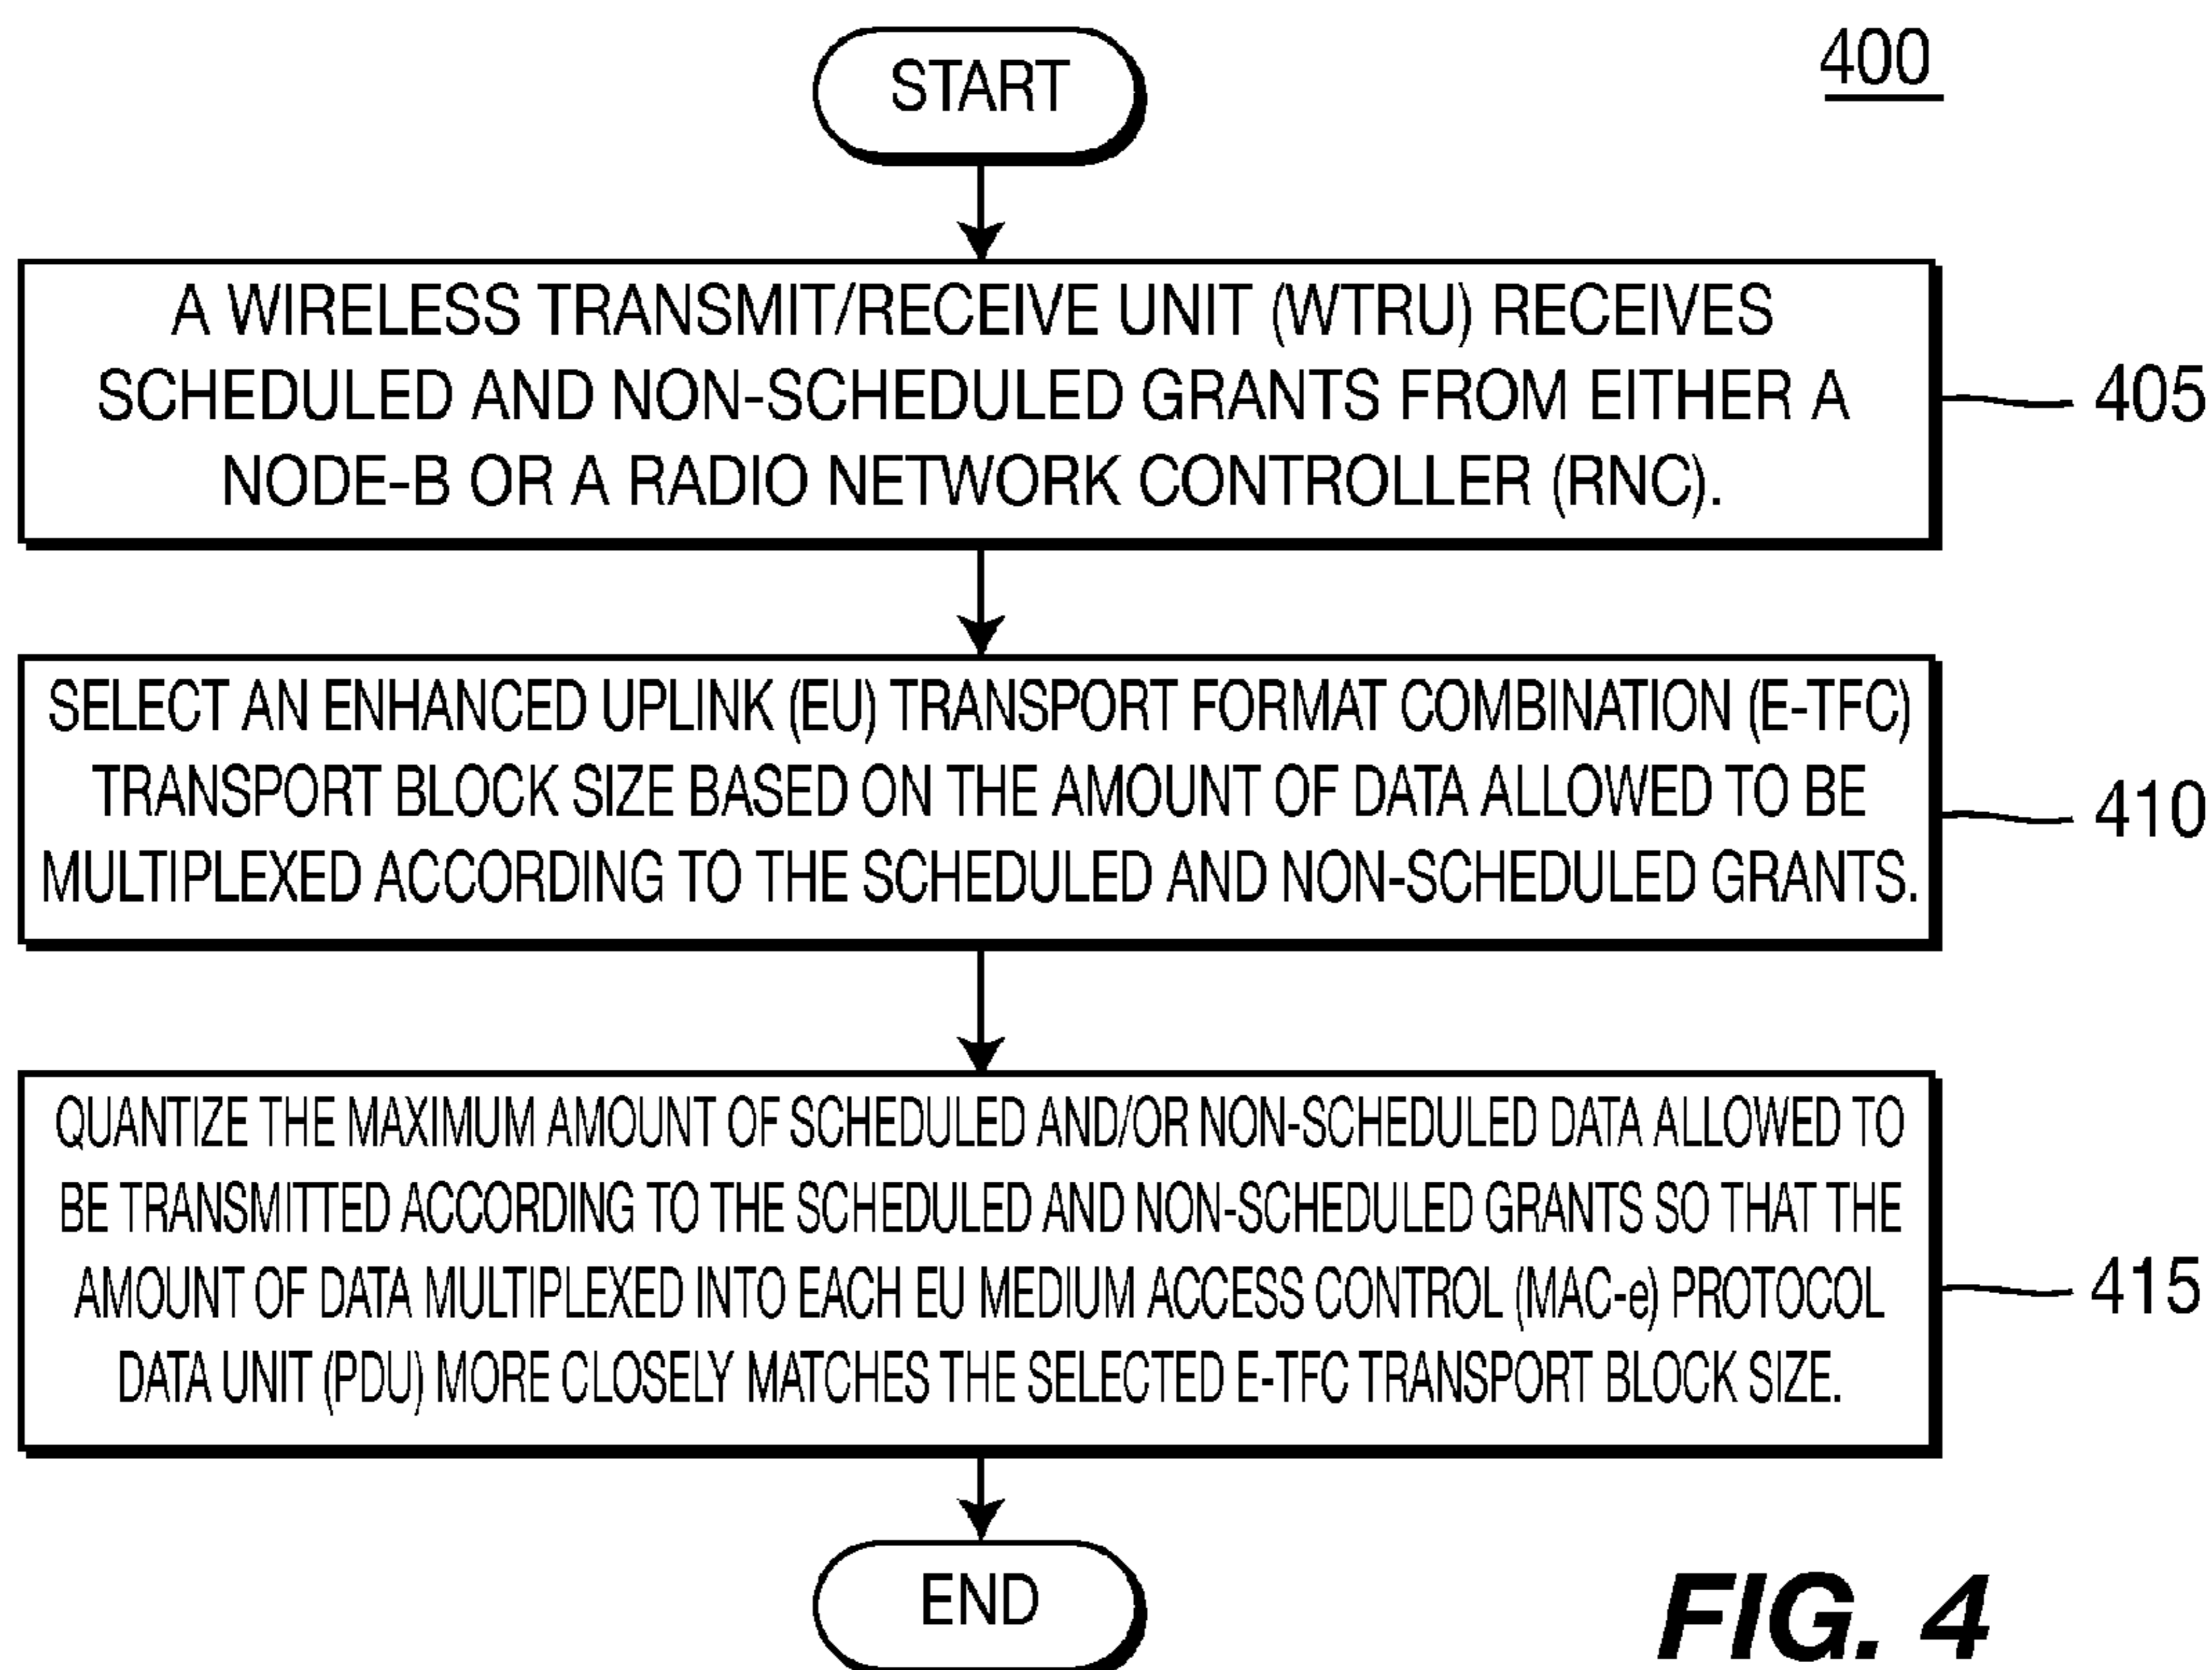 START
400
A WIRELESS TRANSMIT/RECEIVE UNIT (WTRU) RECEIVES
SCHEDULED AND NON-SCHEDULED GRANTS FROM EITHER A
NODE-B OR A RADIO NETWORK CONTROLLER (RNC).
405
SELECT AN ENHANCED UPLINK (EU) TRANSPORT FORMAT COMBINATION (E-TFC)
TRANSPORT BLOCK SIZE BASED ON THE AMOUNT OF DATA ALLOWED TO BE
MULTIPLEXED ACCORDING TO THE SCHEDULED AND NON-SCHEDULED GRANTS.
410
QUANTIZE THE MAXIMUM AMOUNT OF SCHEDULED AND/OR NON-SCHEDULED DATA ALLOWED TO
BE TRANSMITTED ACCORDING TO THE SCHEDULED AND NON-SCHEDULED GRANTS SO THAT THE
AMOUNT OF DATA MULTIPLEXED INTO EACH EU MEDIUM ACCESS CONTROL (MAC-e) PROTOCOL
DATA UNIT (PDU) MORE CLOSELY MATCHES THE SELECTED E-TFC TRANSPORT BLOCK SIZE.
415
END
FIG. 4